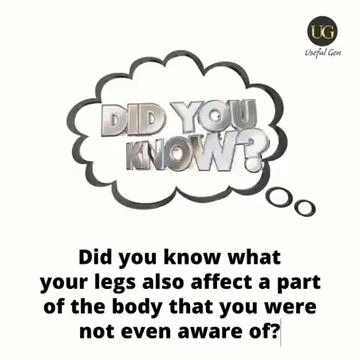 UG
Useful Gen
DID YOU
KNOW?
Did you know what
your legs also affect a part
of the body that you were
not even aware of?